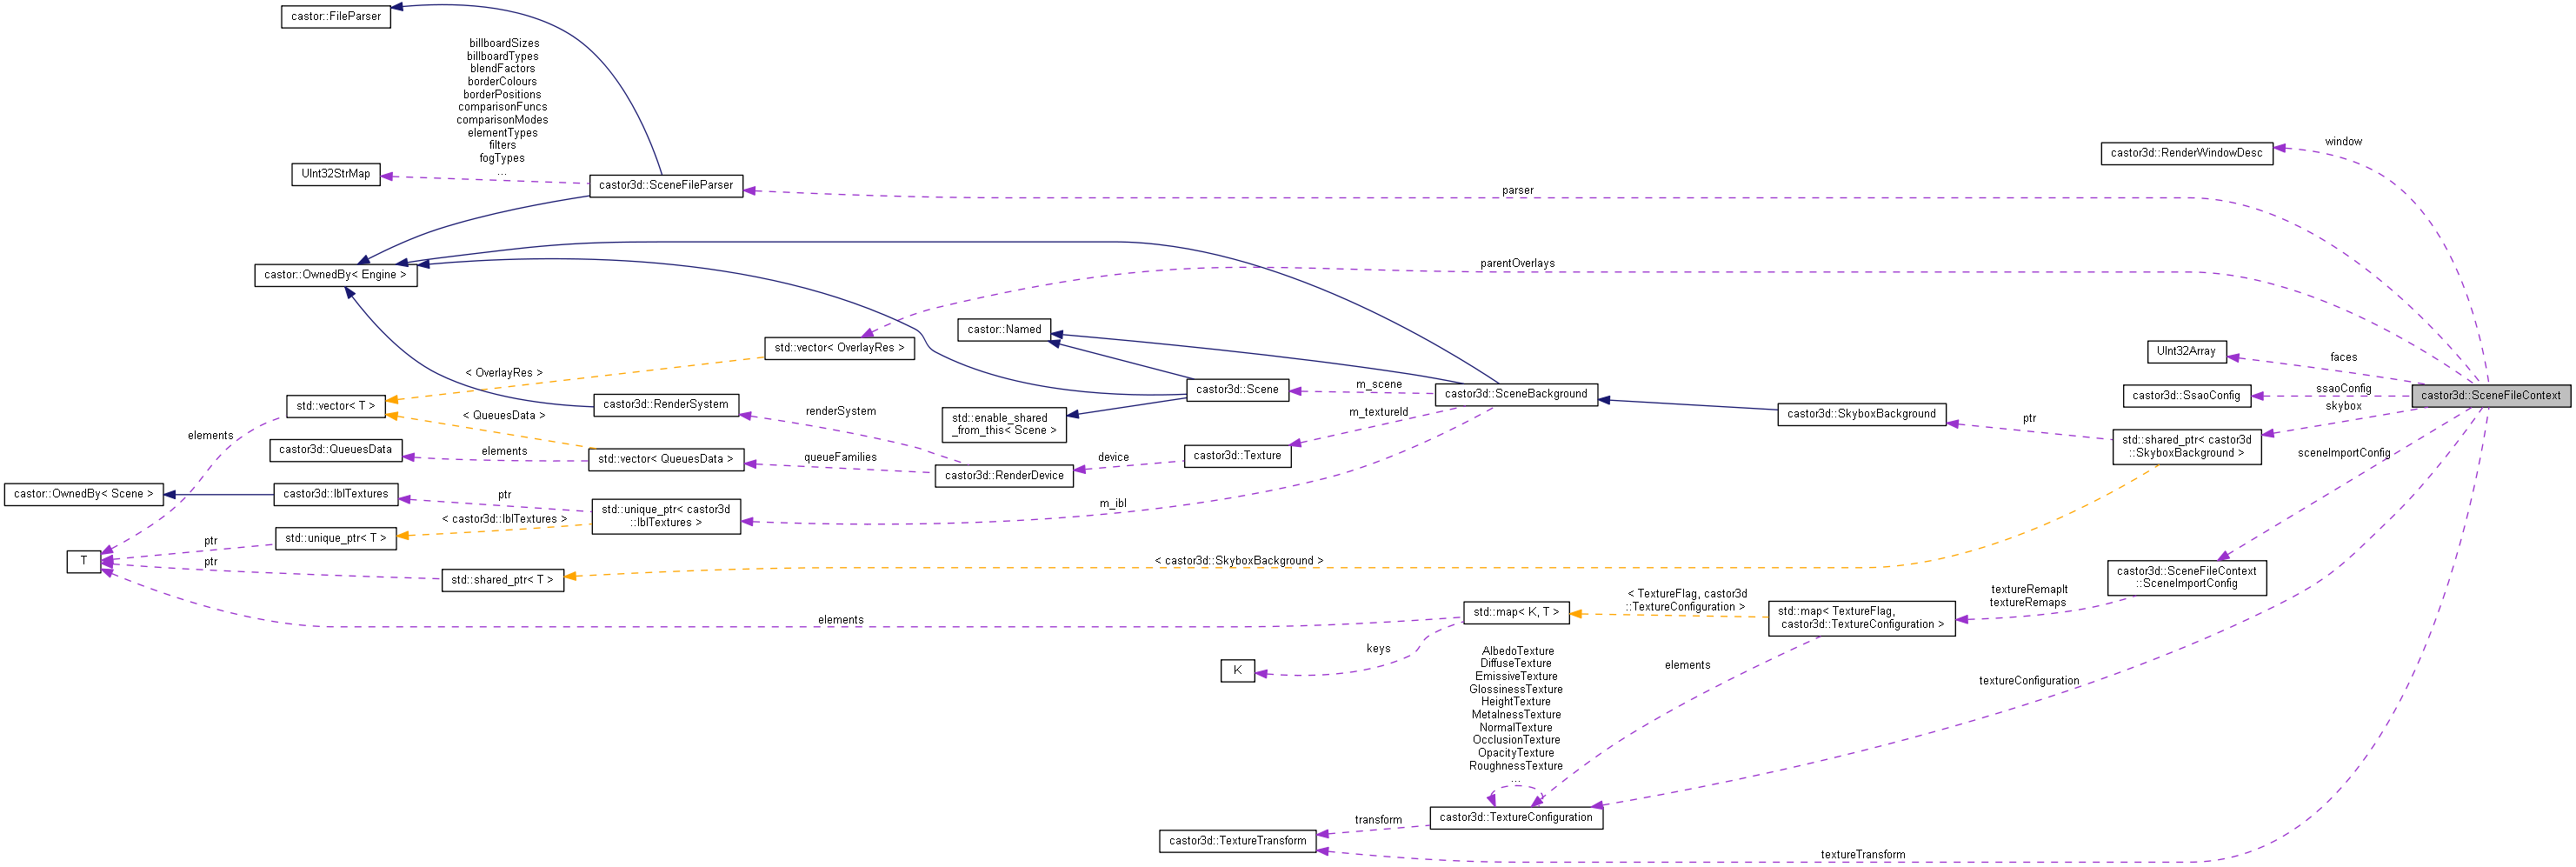 castor::FileParser
billboardSizes
billboardTypes
blendFactors
borderColours
borderPositions
comparisonFuncs
comparisonModes
elementTypes
filters
fogTypes
...
UInt32StrMap
castor3d::SceneFileParser
window
castor3d::RenderWindowDesc
parser
castor::OwnedBy< Engine >
parentOverlays
castor::Named
std::vector< OverlayRes >
UInt32Array
faces
< OverlayRes >
castor3d::Scene
m_scene
castor3d::SceneBackground
castor3d::SsaoConfig
ssaoConfig
castor3d::SceneFileContext
std::vector< T >
castor3d::RenderSystem
renderSystem
std::enable_shared
_from_this< Scene >
m_textureId
castor3d::SkyboxBackground
skybox
< QueuesData >
ptr
std::shared_ptr< castor3d
::SkyboxBackground >
elements
castor3d::QueuesData
elements
std::vector< QueuesData >
queueFamilies
castor3d::RenderDevice
device
castor3d::Texture
sceneImportConfig
castor::OwnedBy< Scene >
castor3d::IblTextures
ptr
std::unique_ptr< castor3d
::IblTextures >
m_ibl
< castor3d::IblTextures >
std::unique_ptr< T >
ptr
T
ptr
std::shared_ptr< T >
< castor3d::SkyboxBackground >
castor3d::SceneFileContext
::SceneImportConfig
textureRemapIt
textureRemaps
< TextureFlag, castor3d
::TextureConfiguration >
std::map< K, T >
std::map< TextureFlag,
castor3d::TextureConfiguration >
elements
keys
K
elements
AlbedoTexture
DiffuseTexture
EmissiveTexture
GlossinessTexture
HeightTexture
MetalnessTexture
NormalTexture
OcclusionTexture
OpacityTexture
RoughnessTexture
...
textureConfiguration
castor3d::TextureConfiguration
transform
castor3d::TextureTransform
textureTransform